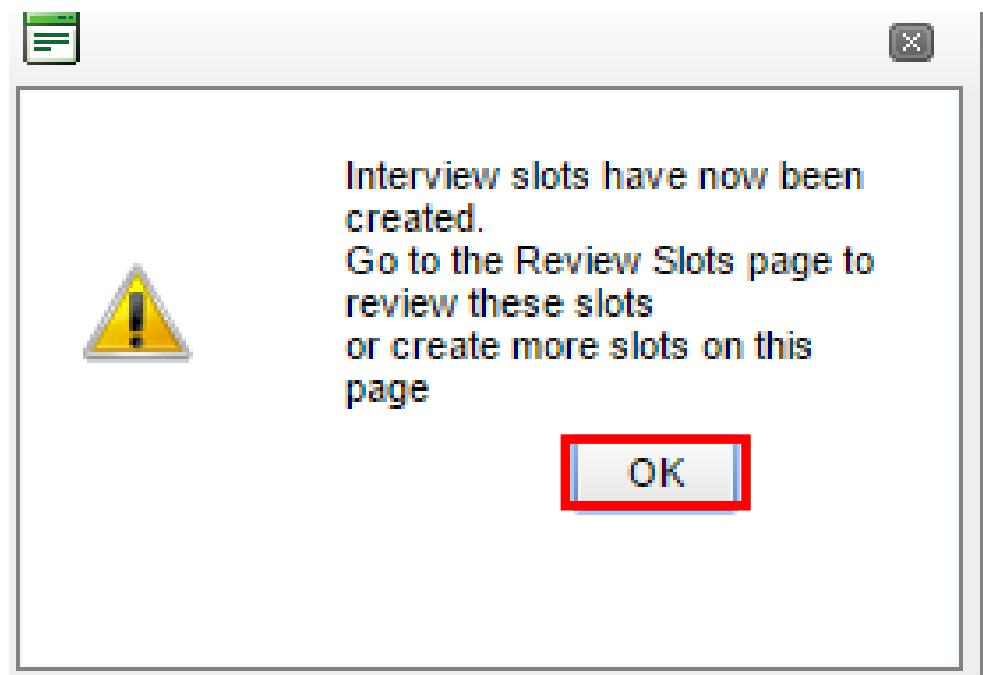 Interview slots have now been
created.
Go to the Review Slots page to
review these slots
or create more slots on this
page
OK